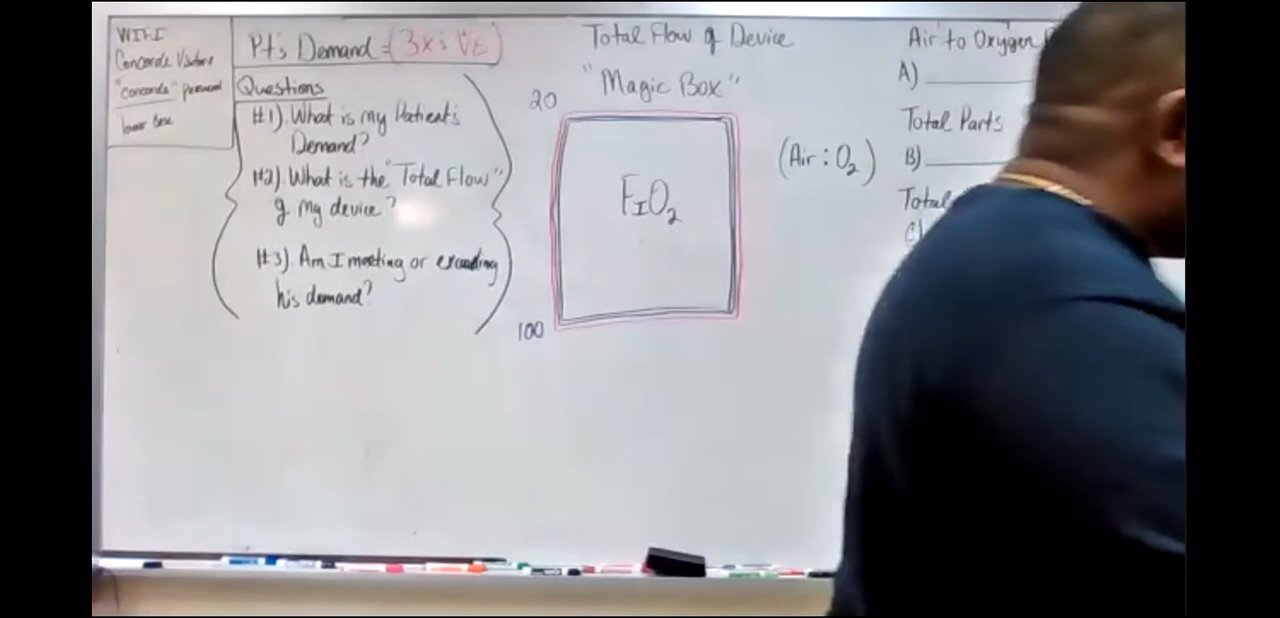 WIFI
Concorde Visitors
"Concorde" password
lower case
Pt's Demand = (3x's V̇E)
Questions
#1). What is my Patient's
Demand?
#2). What is the "Total Flow"
of my device?
#3). Am I meeting or exceeding
his demand?
Total Flow of Device
"Magic Box"
20
FIO2
100
(Air : O2)
Air to Oxygen
A)
Total Parts
B)
Total